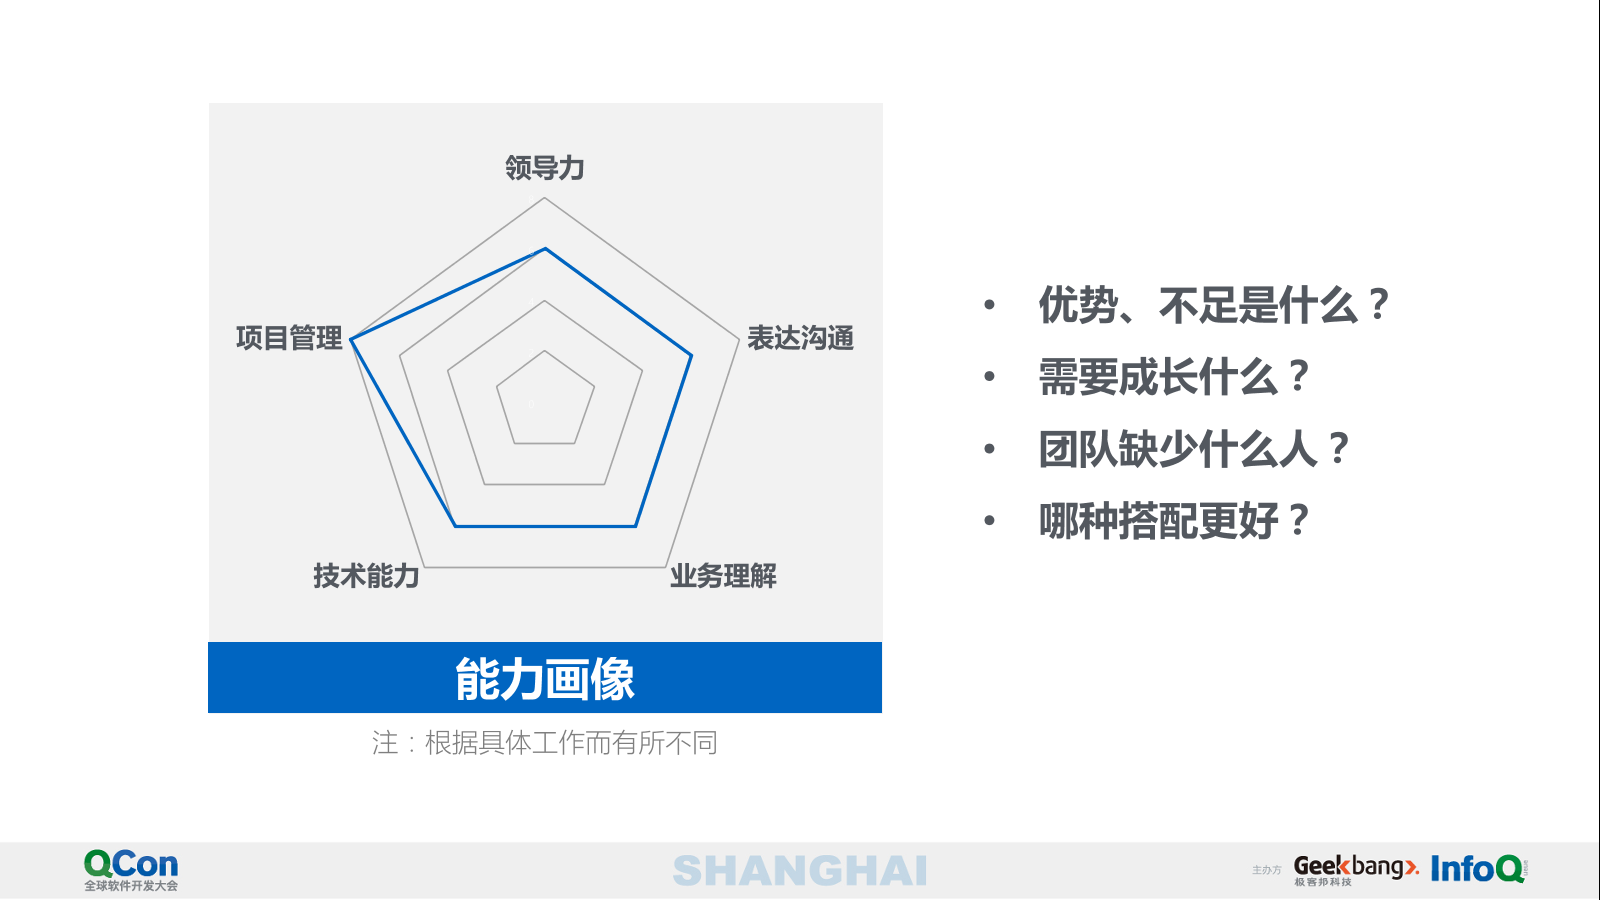 领导力
项目管理
表达沟通
技术能力
业务理解
能力画像
注：根据具体工作而有所不同
• 优势、不足是什么？
• 需要成长什么？
• 团队缺少什么人？
• 哪种搭配更好？
QCon
全球软件开发大会
SHANGHAI
主办方
Geekbang>.
极客邦科技
InfoQ